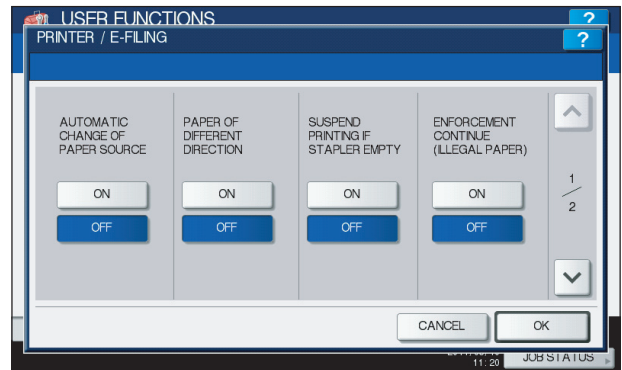 USER FUNCTIONS
?
PRINTER / E-FILING
?
AUTOMATIC
CHANGE OF
PAPER SOURCE
ON
OFF
PAPER OF
DIFFERENT
DIRECTION
ON
OFF
SUSPEND
PRINTING IF
STAPLER EMPTY
ON
OFF
ENFORCEMENT
CONTINUE
(ILLEGAL PAPER)
ON
OFF
1
2
CANCEL
OK
11:20
JOB STATUS